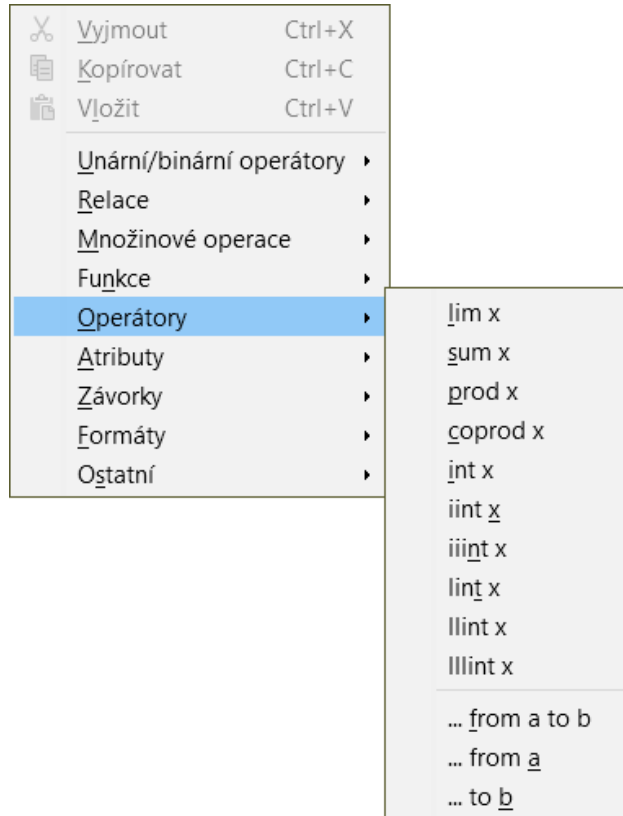 Vyjmout Ctrl+X
Kopírovat Ctrl+C
Vložit Ctrl+V
Unární/binární operátory
Relace
Množinové operace
Funkce
Operátory
Atributy
Závorky
Formáty
Ostatní
lim x
sum x
prod x
coprod x
int x
iint x
iiint x
lint x
llint x
lllint x
... from a to b
... from a
... to b